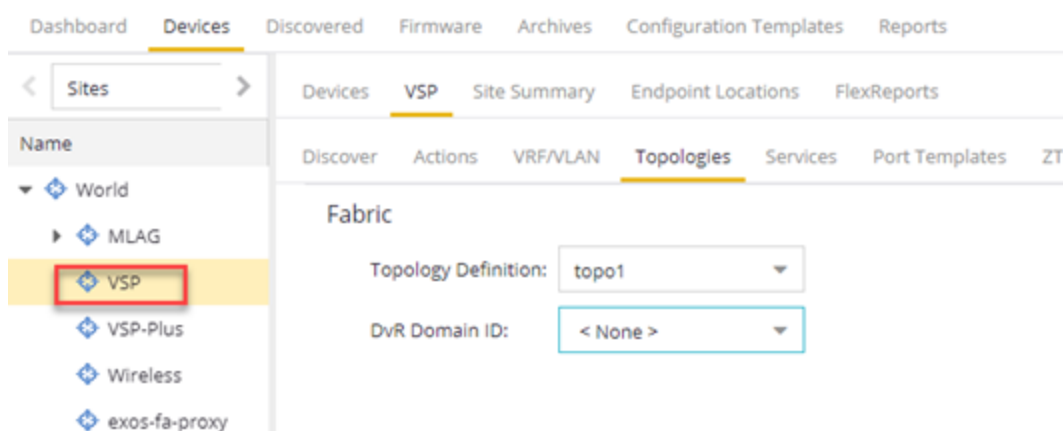 Dashboard Devices Discovered Firmware Archives Configuration Templates Reports
Sites
Devices VSP Site Summary Endpoint Locations FlexReports
Name
Discover Actions VRF/VLAN Topologies Services Port Templates ZT
World
MLAG
VSP
VSP-Plus
Wireless
exos-fa-proxy
Fabric
Topology Definition: topo1
DvR Domain ID: < None >